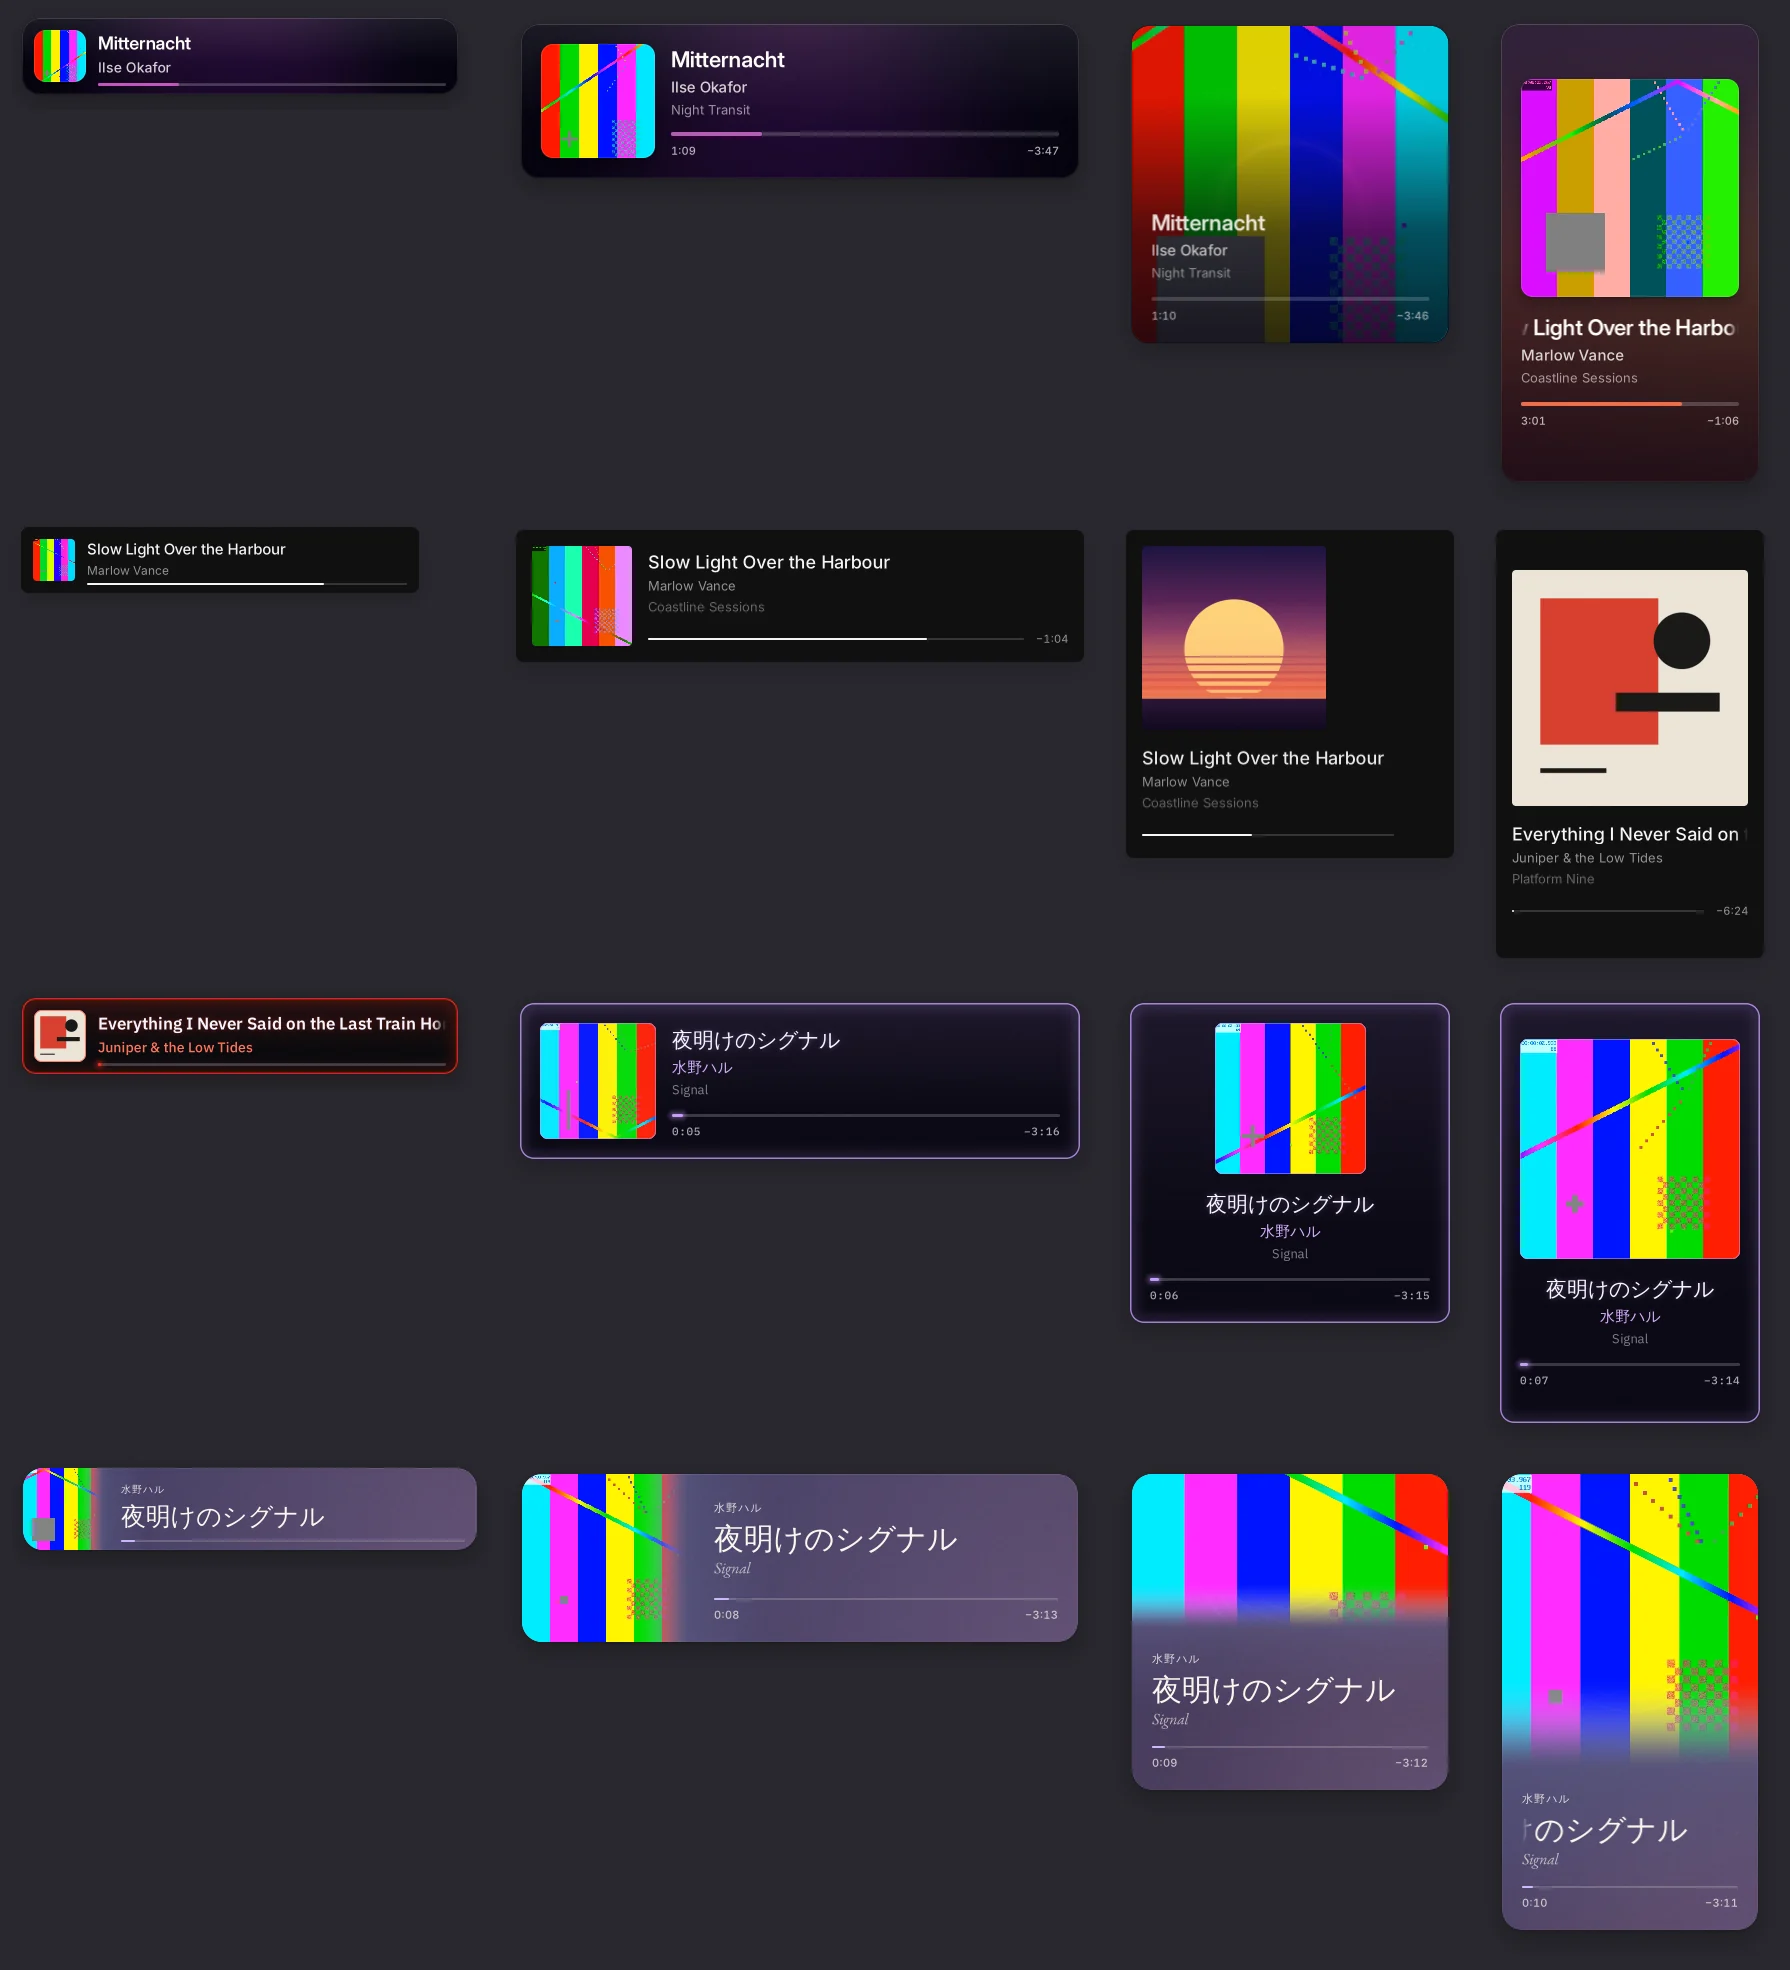 Mitternacht
Ilse Okafor
Mitternacht
Ilse Okafor
Night Transit
1:09
−3:47
Mitternacht
Ilse Okafor
Night Transit
1:10
−3:46
Light Over the Harbo
Marlow Vance
Coastline Sessions
3:01
−1:06
Slow Light Over the Harbour
Marlow Vance
Slow Light Over the Harbour
Marlow Vance
Coastline Sessions
−1:04
Slow Light Over the Harbour
Marlow Vance
Coastline Sessions
Everything I Never Said on
Juniper & the Low Tides
Platform Nine
−6:24
Everything I Never Said on the Last Train Ho
Juniper & the Low Tides
夜明けのシグナル
水野ハル
Signal
0:05
−3:16
夜明けのシグナル
水野ハル
Signal
0:06
−3:15
夜明けのシグナル
水野ハル
Signal
0:07
−3:14
水野ハル
夜明けのシグナル
水野ハル
夜明けのシグナル
Signal
0:08
−3:13
水野ハル
夜明けのシグナル
Signal
0:09
−3:12
3.967
119
水野ハル
のシグナル
Signal
0:10
−3:11